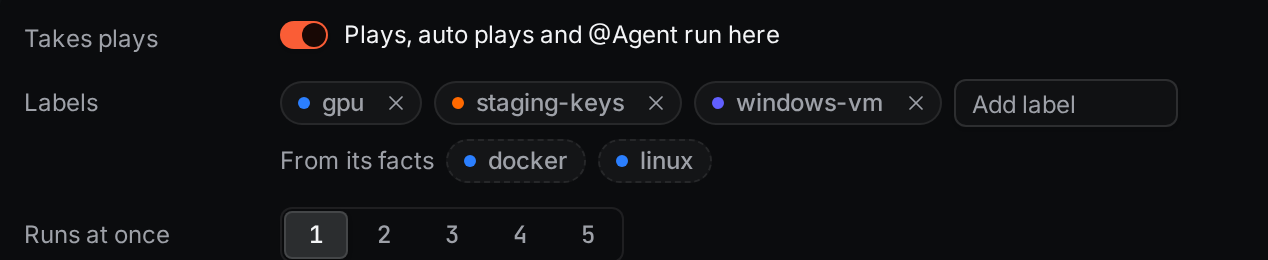 Takes plays Plays, auto plays and @Agent run here
Labels gpu staging-keys windows-vm Add label
From its facts docker linux
Runs at once 1 2 3 4 5